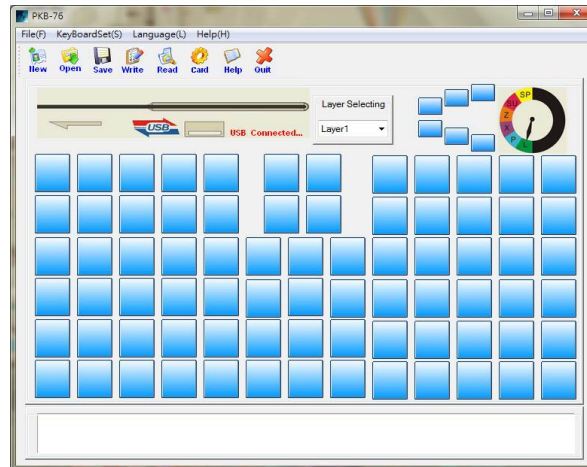 PKB-76
File(F) KeyBoardSet(S) Language(L) Help(H)
New Open Save Write Read Card Help Quit
Layer Selecting
USB
USB Connected...
Layer1
SP
SU
Z
X
P
L